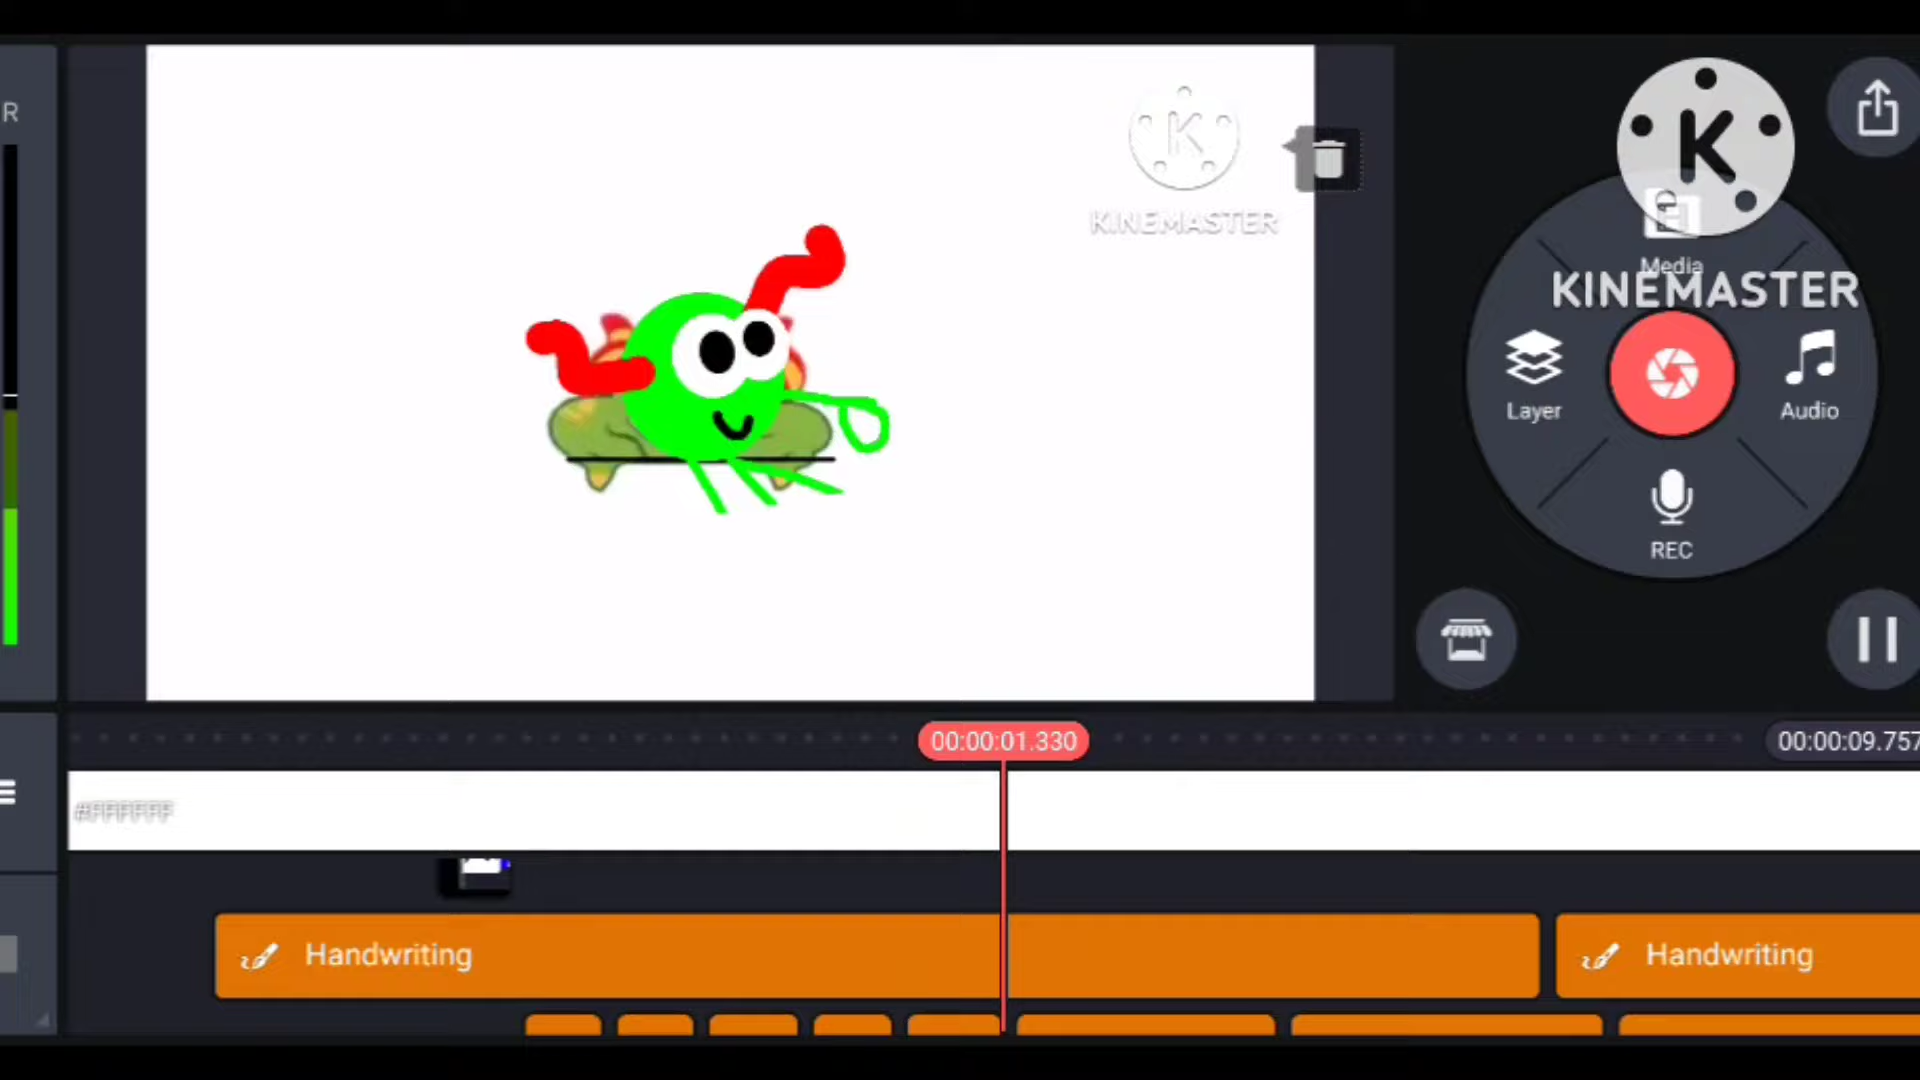 R
K
KINEMASTER
K
KINEMASTER
Media
Layer
Audio
REC
00:00:01.330
00:00:09.757
#FFFFFF
Handwriting
Handwriting